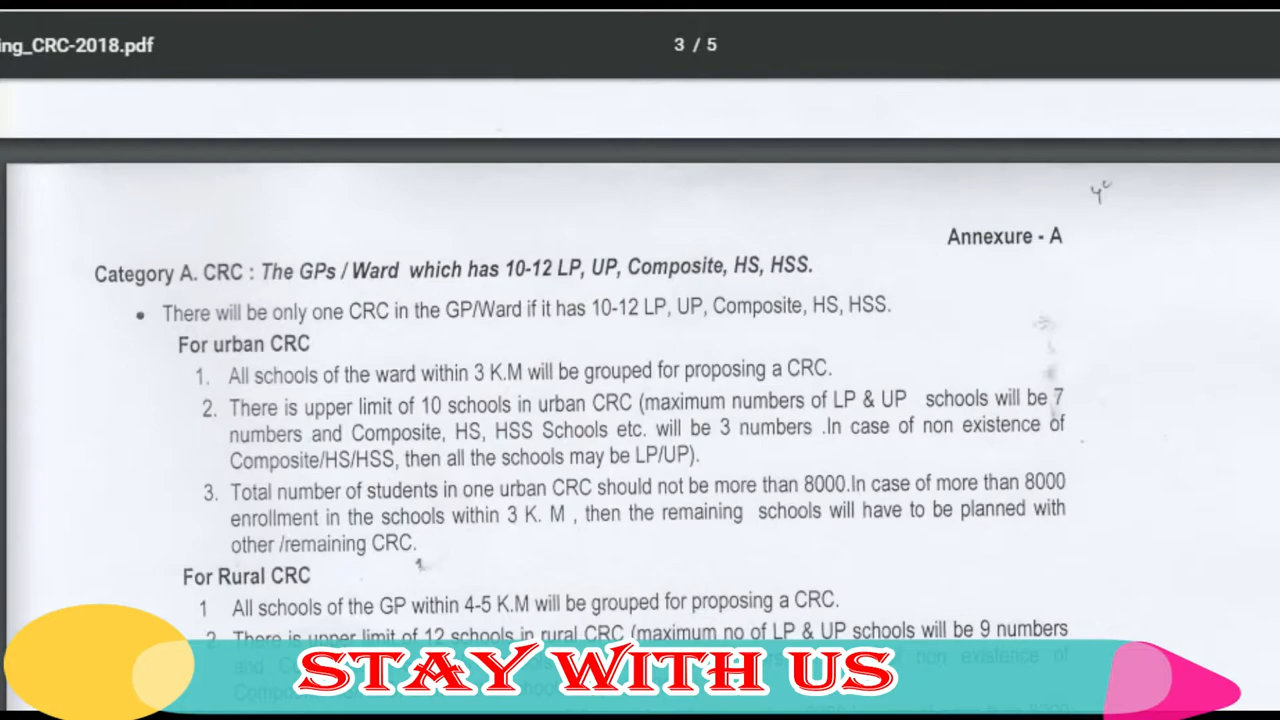 ing_CRC-2018.pdf
3 / 5
Annexure - A
Category A. CRC : The GPs / Ward which has 10-12 LP, UP, Composite, HS, HSS.
• There will be only one CRC in the GP/Ward if it has 10-12 LP, UP, Composite, HS, HSS.
For urban CRC
1. All schools of the ward within 3 K.M will be grouped for proposing a CRC.
2. There is upper limit of 10 schools in urban CRC (maximum numbers of LP & UP schools will be 7
numbers and Composite, HS, HSS Schools etc. will be 3 numbers .In case of non existence of
Composite/HS/HSS, then all the schools may be LP/UP).
3. Total number of students in one urban CRC should not be more than 8000.In case of more than 8000
enrollment in the schools within 3 K. M , then the remaining schools will have to be planned with
other /remaining CRC.
For Rural CRC
1 All schools of the GP within 4-5 K.M will be grouped for proposing a CRC.
2. There is upper limit of 12 schools in rural CRC (maximum no of LP & UP schools will be 9 numbers
non existence of
STAY WITH US